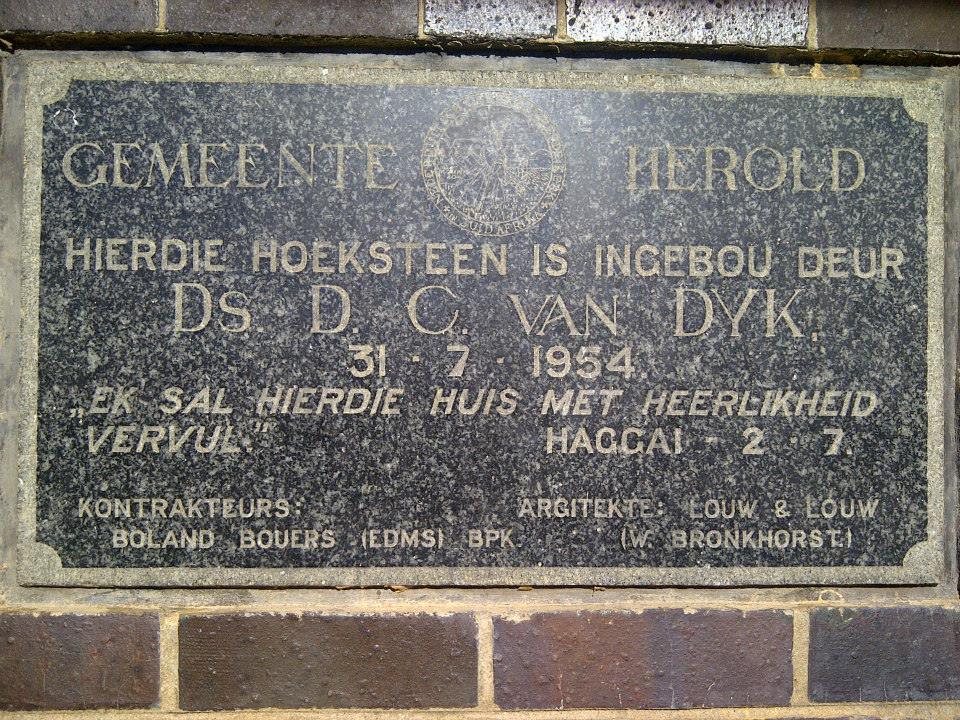 GEMEENTE HEROLD
HIERDIE HOEKSTEEN IS INGEBOU DEUR
DS. D. C. VAN DYK.
31 - 7 - 1954
„EK SAL HIERDIE HUIS MET HEERLIKHEID
VERVUL." HAGGAI - 2 - 7.
KONTRAKTEURS: ARGITEKTE: LOUW & LOUW
BOLAND BOUERS (EDMS) BPK. (W. BRONKHORST.)